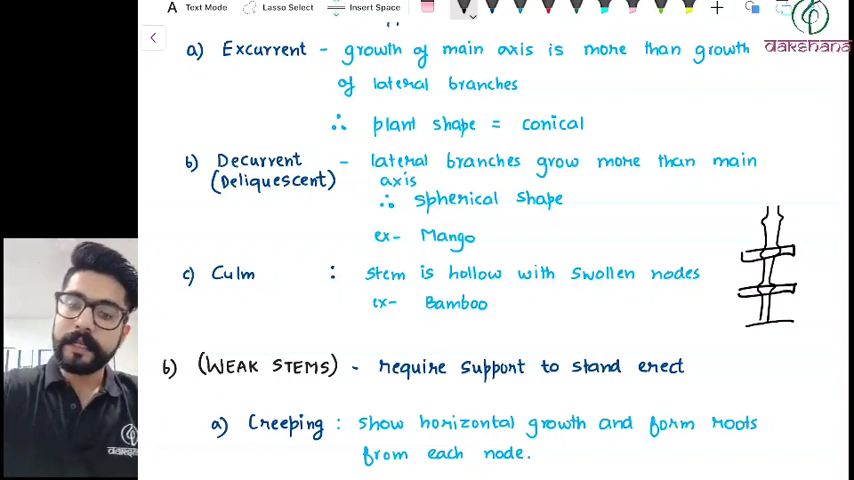 A Text Mode Lasso Select Insert Space
dakshana
a) Excurrent - growth of main axis is more than growth
of lateral branches
∴ plant shape = conical
b) Decurrent - lateral branches grow more than main
(Deliquescent) axis
∴ spherical shape
ex- Mango
c) Culm : stem is hollow with swollen nodes
ex- Bamboo
b) (WEAK STEMS) - require support to stand erect
a) Creeping : show horizontal growth and form roots
from each node.